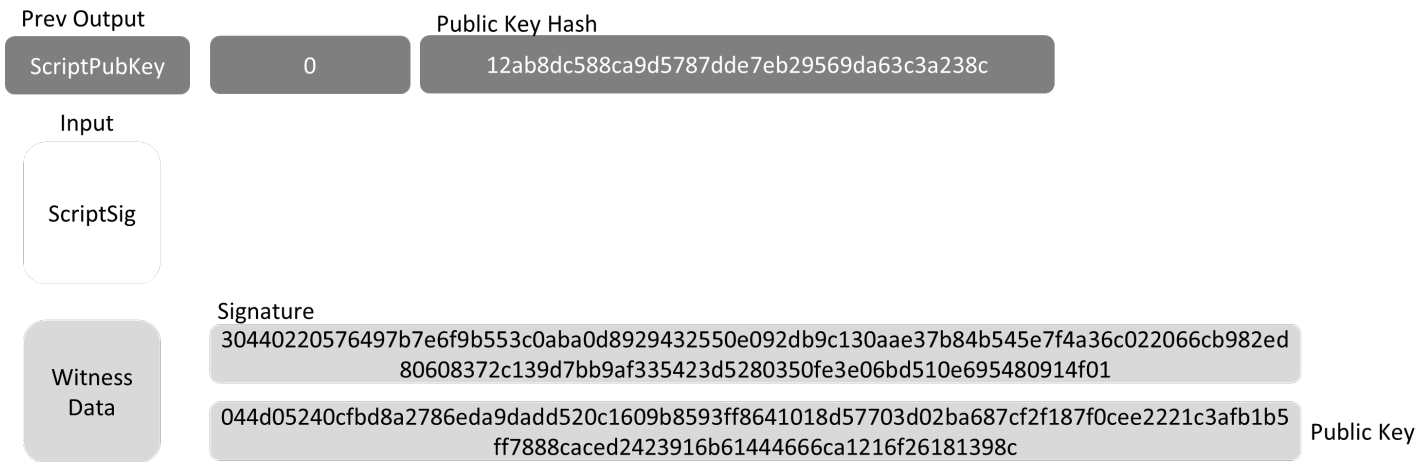 Prev Output
Public Key Hash
ScriptPubKey 0 12ab8dc588ca9d5787dde7eb29569da63c3a238c
Input
ScriptSig
Signature
30440220576497b7e6f9b553c0aba0d8929432550e092db9c130aae37b84b545e7f4a36c022066cb982ed
80608372c139d7bb9af335423d5280350fe3e06bd510e695480914f01
Witness
Data
044d05240cfbd8a2786eda9dadd520c1609b8593ff8641018d57703d02ba687cf2f187f0cee2221c3afb1b5
ff7888caced2423916b61444666ca1216f26181398c
Public Key